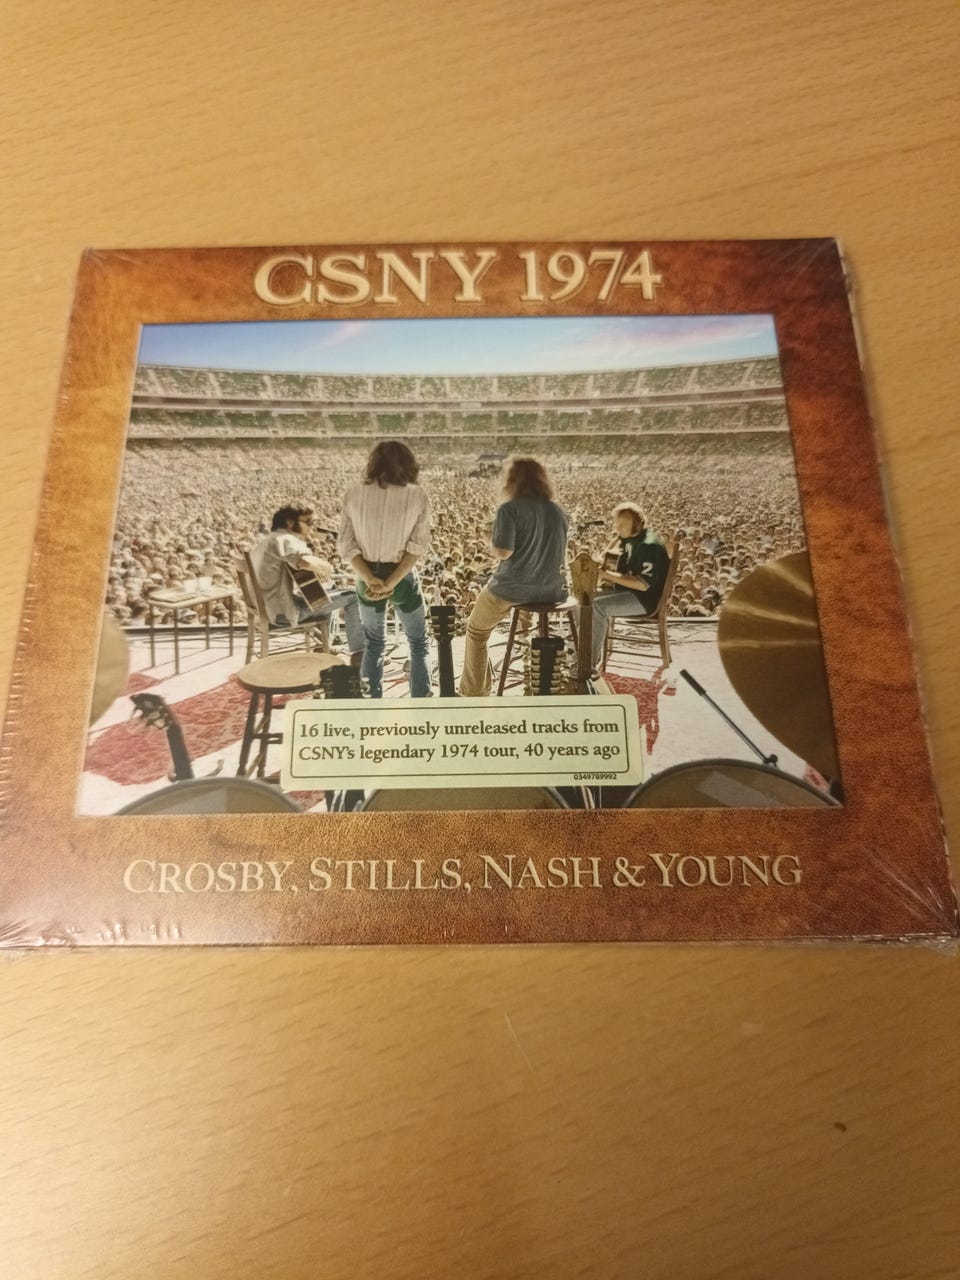 CSNY 1974
2
E
16 live, previously unreleased tracks from
CSNY's legendary 1974 tour, 40 years ago
0349789992
CROSBY, STILLS, NASH & YOUNG